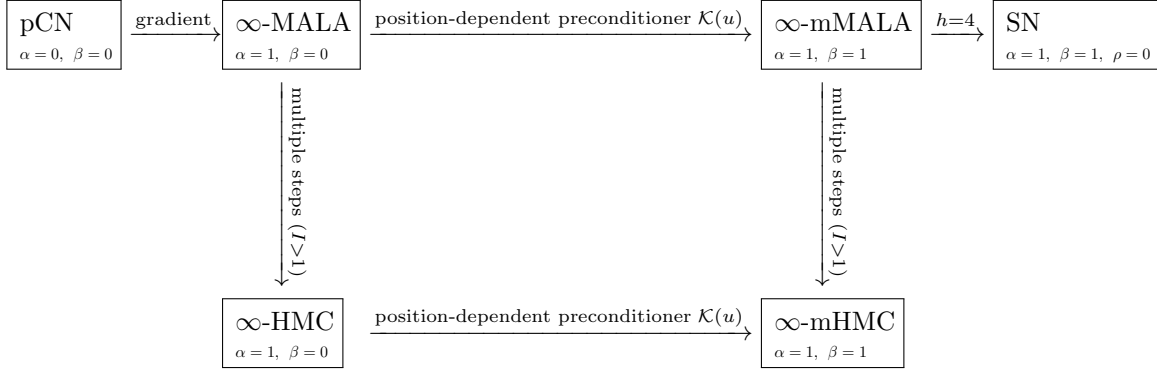 pCN
α=0, β=0
gradient
∞-MALA
α=1, β=0
position-dependent preconditioner 𝒦(u)
∞-mMALA
α=1, β=1
h=4
SN
α=1, β=1, ρ=0
multiple steps (I>1)
multiple steps (I>1)
∞-HMC
α=1, β=0
position-dependent preconditioner 𝒦(u)
∞-mHMC
α=1, β=1